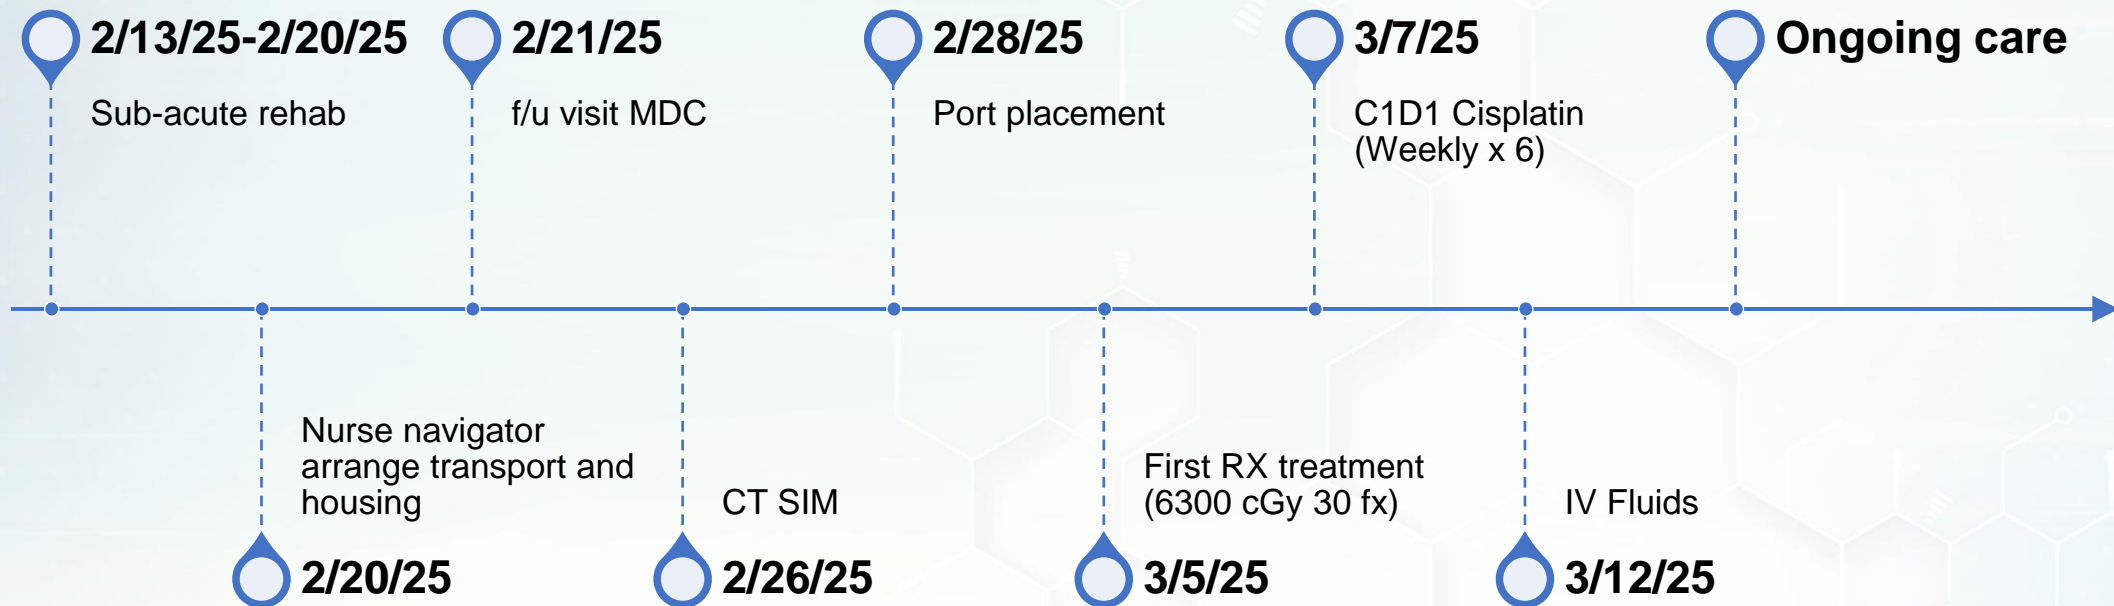 2/13/25-2/20/25
Sub-acute rehab
2/21/25
f/u visit MDC
2/28/25
Port placement
3/7/25
C1D1 Cisplatin
(Weekly x 6)
Ongoing care
Nurse navigator
arrange transport and
housing
2/20/25
CT SIM
2/26/25
First RX treatment
(6300 cGy 30 fx)
3/5/25
IV Fluids
3/12/25